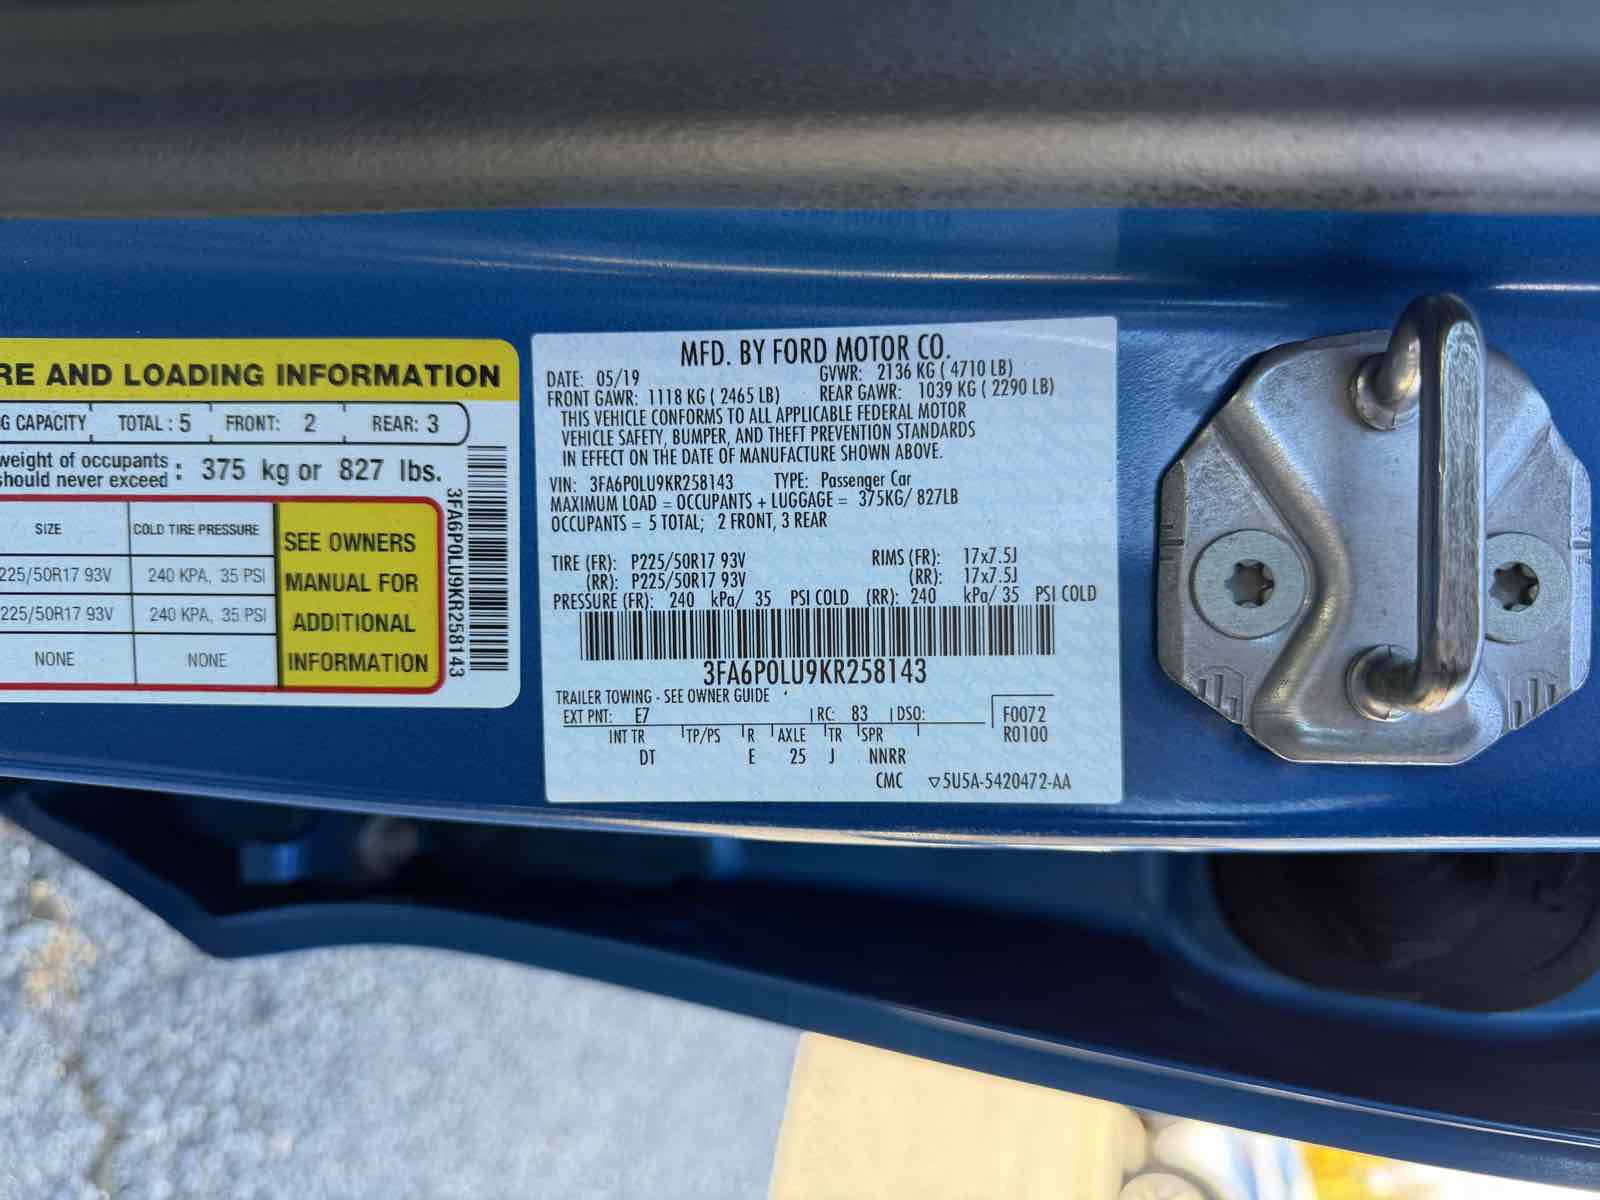 RE AND LOADING INFORMATION
G CAPACITY TOTAL : 5 FRONT: 2 REAR: 3
weight of occupants
should never exceed : 375 kg or 827 lbs.
SIZE COLD TIRE PRESSURE
225/50R17 93V 240 KPA, 35 PSI
225/50R17 93V 240 KPA, 35 PSI
NONE NONE
SEE OWNERS
MANUAL FOR
ADDITIONAL
INFORMATION
3FA6P0LU9KR258143
MFD. BY FORD MOTOR CO.
DATE: 05/19 GVWR: 2136 KG ( 4710 LB)
FRONT GAWR: 1118 KG ( 2465 LB) REAR GAWR: 1039 KG ( 2290 LB)
THIS VEHICLE CONFORMS TO ALL APPLICABLE FEDERAL MOTOR
VEHICLE SAFETY, BUMPER, AND THEFT PREVENTION STANDARDS
IN EFFECT ON THE DATE OF MANUFACTURE SHOWN ABOVE.
VIN: 3FA6P0LU9KR258143 TYPE: Passenger Car
MAXIMUM LOAD = OCCUPANTS + LUGGAGE = 375KG/ 827LB
OCCUPANTS = 5 TOTAL; 2 FRONT, 3 REAR
TIRE (FR): P225/50R17 93V RIMS (FR): 17x7.5J
(RR): P225/50R17 93V (RR): 17x7.5J
PRESSURE (FR): 240 kPa/ 35 PSI COLD (RR): 240 kPa/ 35 PSI COLD
3FA6P0LU9KR258143
TRAILER TOWING - SEE OWNER GUIDE
EXT PNT: E7 RC: 83 DSO: F0072
INT TR TP/PS R AXLE TR SPR R0100
DT E 25 J NNRR
CMC ▽5U5A-5420472-AA